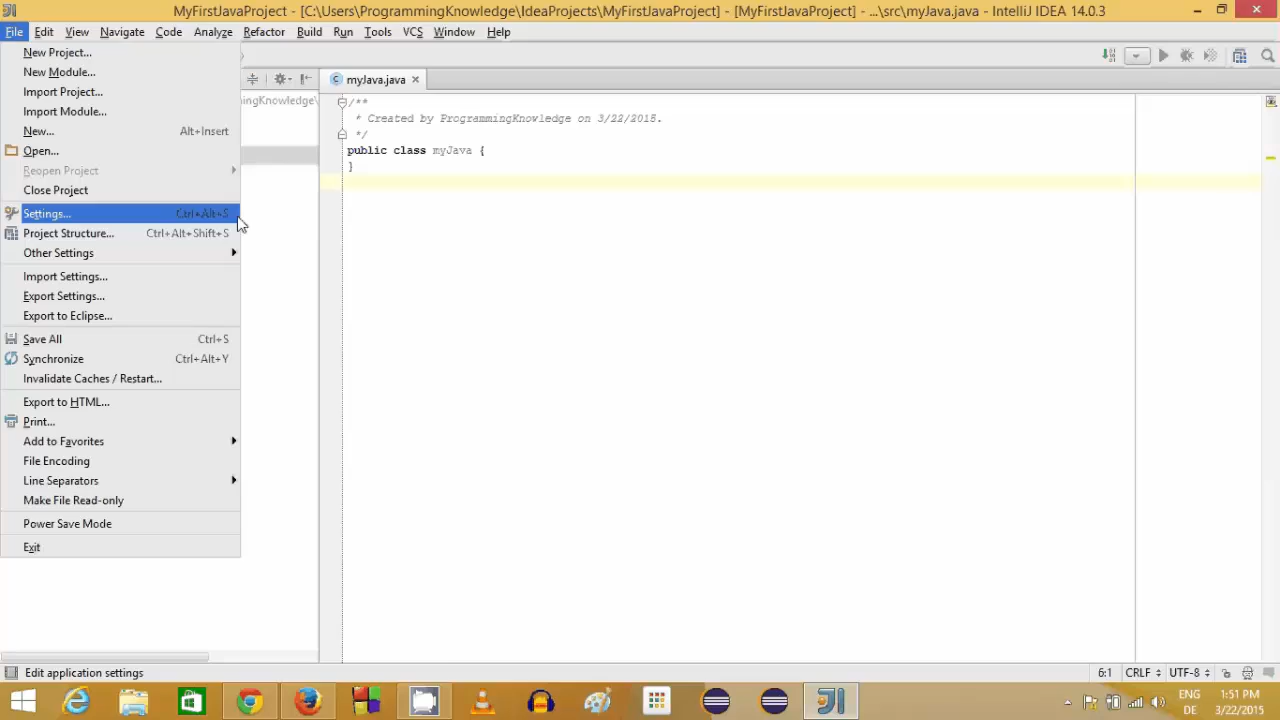 MyFirstJavaProject - [C:\Users\ProgrammingKnowledge\IdeaProjects\MyFirstJavaProject] - [MyFirstJavaProject] - ...\src\myJava.java - IntelliJ IDEA 14.0.3
File Edit View Navigate Code Analyze Refactor Build Run Tools VCS Window Help
New Project...
New Module...
Import Project...
Import Module...
New... Alt+Insert
Open...
Reopen Project
Close Project
Settings... Ctrl+Alt+S
Project Structure... Ctrl+Alt+Shift+S
Other Settings
Import Settings...
Export Settings...
Export to Eclipse...
Save All Ctrl+S
Synchronize Ctrl+Alt+Y
Invalidate Caches / Restart...
Export to HTML...
Print...
Add to Favorites
File Encoding
Line Separators
Make File Read-only
Power Save Mode
Exit
ingKnowledge\
myJava.java
/**
* Created by ProgrammingKnowledge on 3/22/2015.
*/
public class myJava {
}
Edit application settings
6:1 CRLF UTF-8
ENG
DE
1:51 PM
3/22/2015